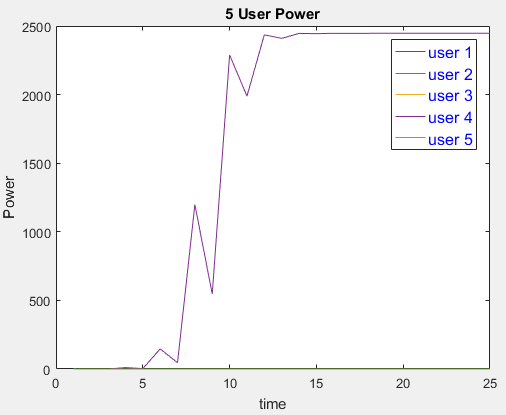 5 User Power
2500
2000
1500
1000
500
0
Power
0 5 10 15 20 25
time
user 1
user 2
user 3
user 4
user 5